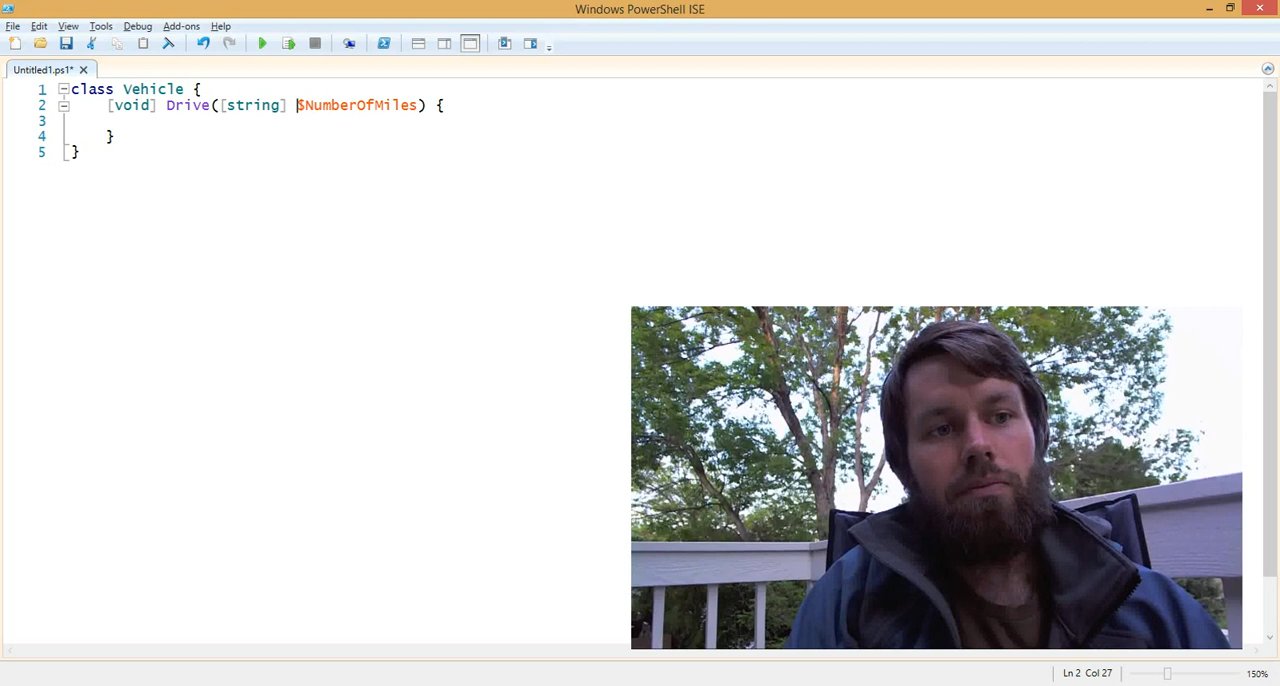 Windows PowerShell ISE
File Edit View Tools Debug Add-ons Help
Untitled1.ps1*
1 class Vehicle {
2 [void] Drive([string] $NumberOfMiles) {
3
4 }
5 }
Ln 2 Col 27 150%